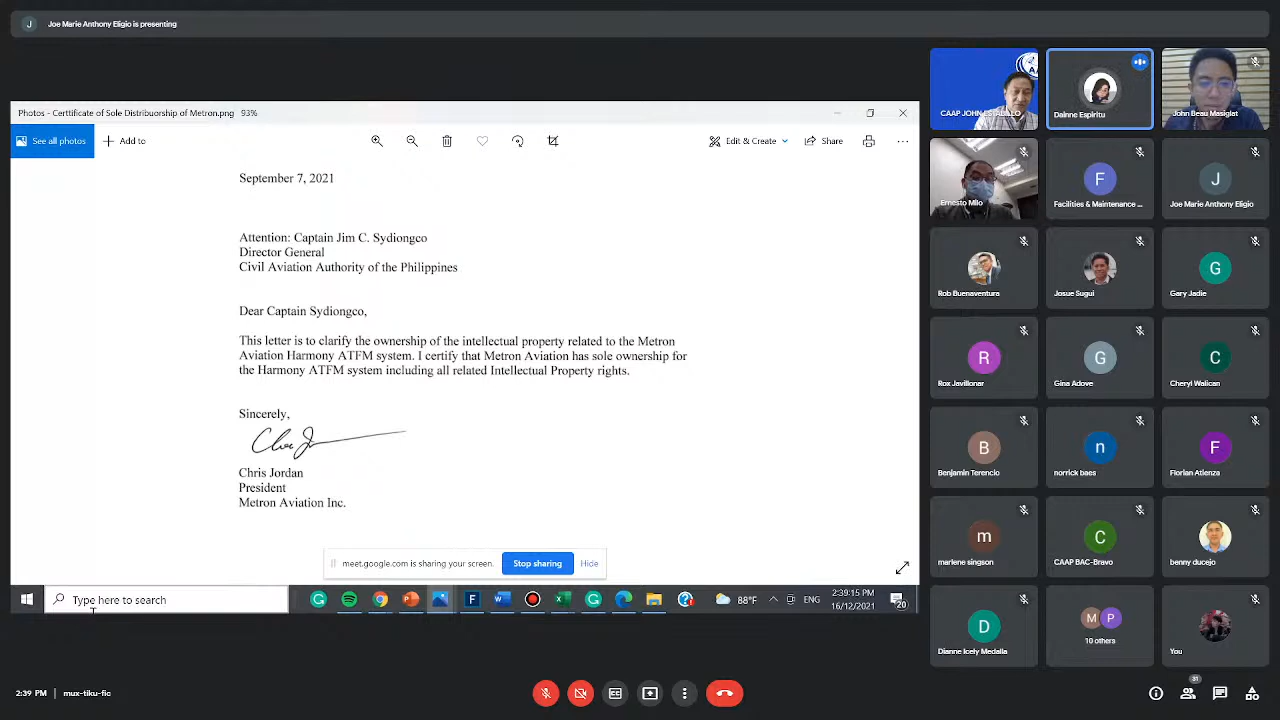 J Joe Marie Anthony Eligio is presenting
Photos - Certtificate of Sole Distribuorship of Metron.png 93%
See all photos
Add to
Edit & Create
Share
September 7, 2021
Attention: Captain Jim C. Sydiongco
Director General
Civil Aviation Authority of the Philippines
Dear Captain Sydiongco,
This letter is to clarify the ownership of the intellectual property related to the Metron
Aviation Harmony ATFM system. I certify that Metron Aviation has sole ownership for
the Harmony ATFM system including all related Intellectual Property rights.
Sincerely,
Chris Jordan
President
Metron Aviation Inc.
meet.google.com is sharing your screen.
Stop sharing
Hide
Type here to search
F
88°F
ENG
2:39:15 PM
16/12/2021
20
CAAP JOHN ESTABILLO
Dainne Espiritu
John Beau Masiglat
Ernesto Milo
F
Facilities & Maintenance ...
J
Joe Marie Anthony Eligio
Rob Buenaventura
Josue Sugui
G
Gary Jadie
R
Rox Javillonar
G
Gina Adove
C
Cheryl Walican
B
Benjamin Terencio
n
norrick baes
F
Florian Atienza
m
marlene singson
C
CAAP BAC-Bravo
benny ducejo
D
Dianne Icely Medalla
M P
10 others
You
2:39 PM | mux-tiku-fic
31